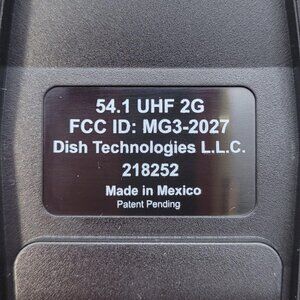 54.1 UHF 2G
FCC ID: MG3-2027
Dish Technologies L.L.C.
218252
Made in Mexico
Patent Pending